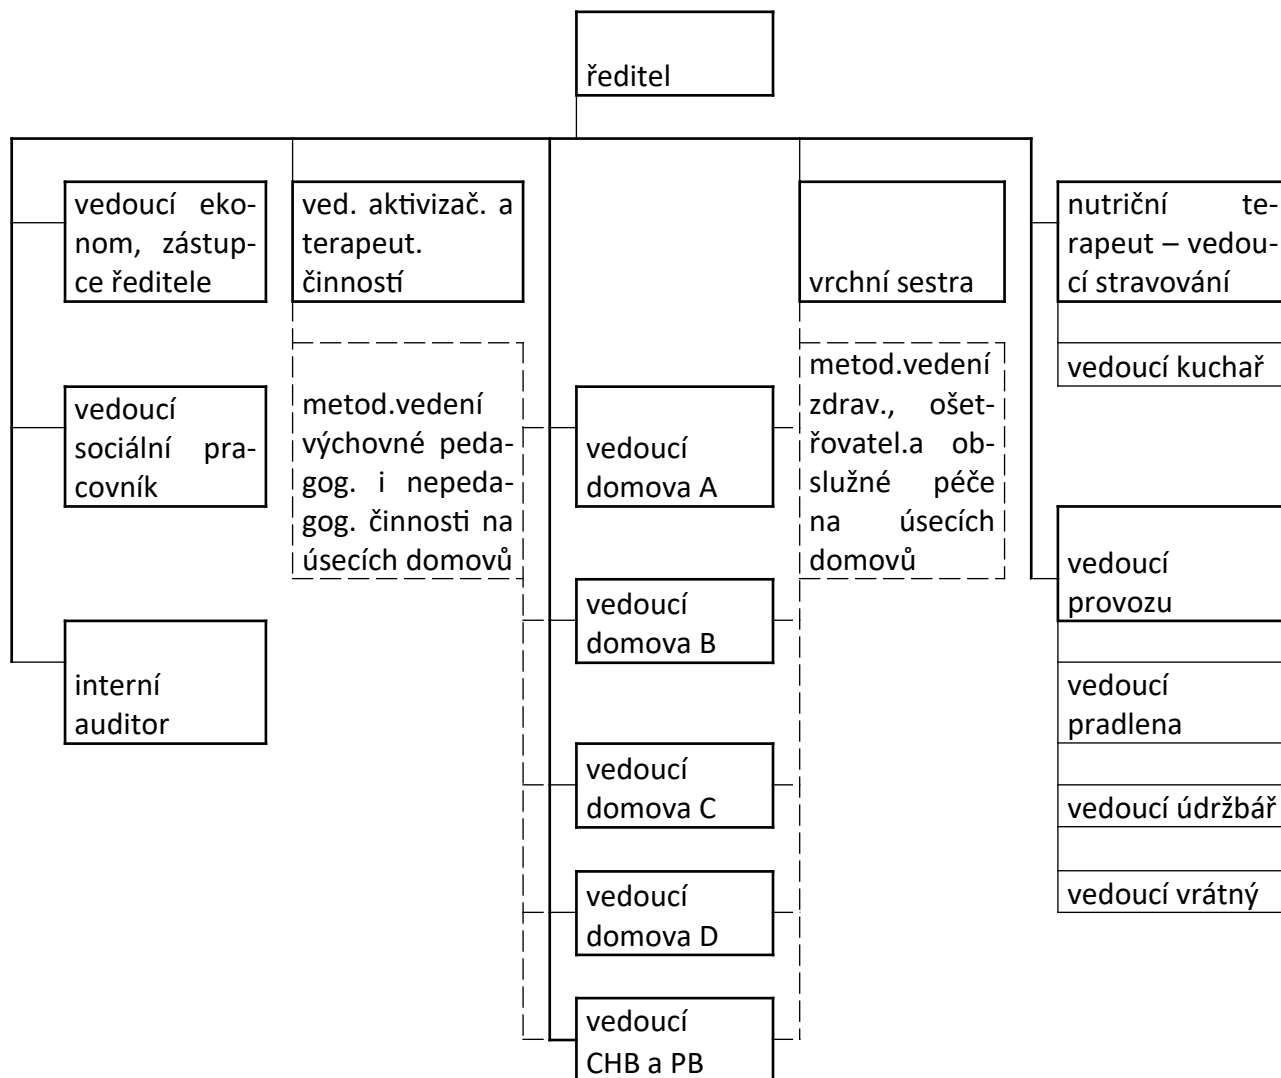 ředitel
vedoucí eko-
nom, zástup-
ce ředitele
ved. aktivizač. a
terapeut.
činností
vrchní sestra
nutriční te-
rapeut – vedou-
cí stravování
vedoucí kuchař
vedoucí
sociální pra-
covník
metod.vedení
výchovné peda-
gog. i nepeda-
gog. činnosti na
úsecích domovů
vedoucí
domova A
metod.vedení
zdrav., ošet-
řovatel.a ob-
služné péče
na úsecích
domovů
vedoucí
provozu
vedoucí
domova B
interní
auditor
vedoucí
pradlena
vedoucí
domova C
vedoucí údržbář
vedoucí
domova D
vedoucí vrátný
vedoucí
CHB a PB